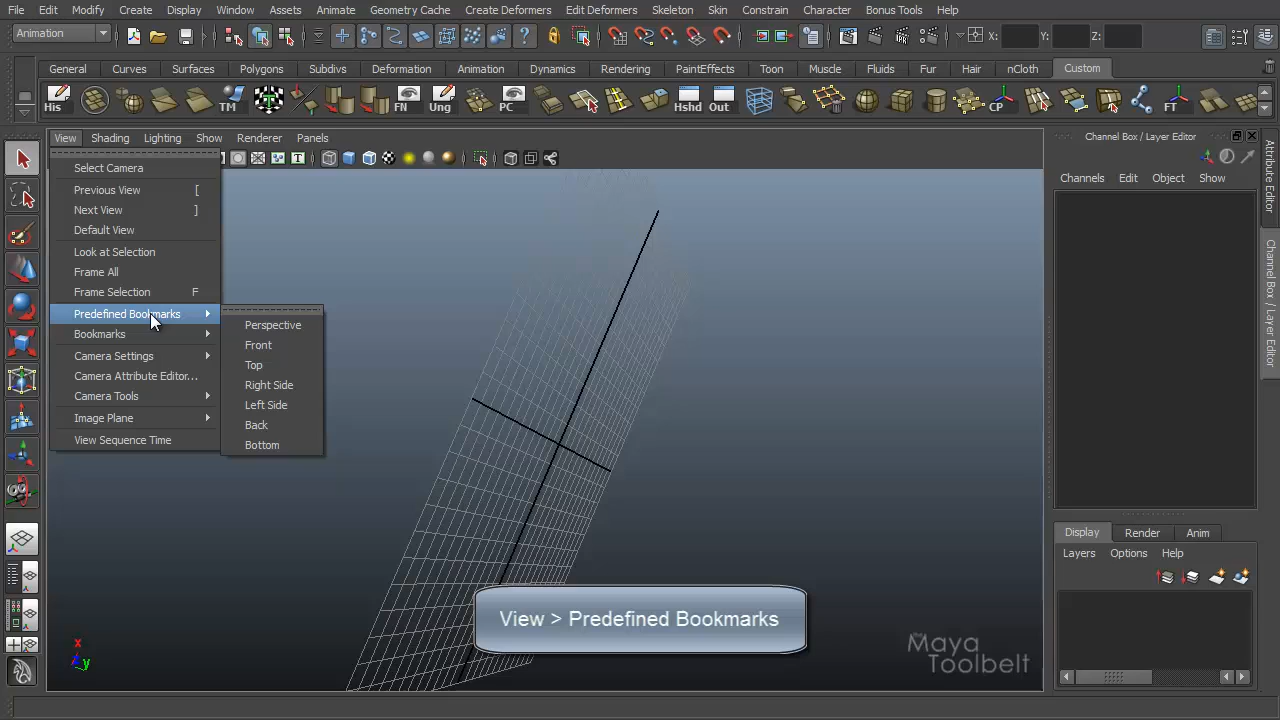 File Edit Modify Create Display Window Assets Animate Geometry Cache Create Deformers Edit Deformers Skeleton Skin Constrain Character Bonus Tools Help
Animation X: Y: Z:
General Curves Surfaces Polygons Subdivs Deformation Animation Dynamics Rendering PaintEffects Toon Muscle Fluids Fur Hair nCloth Custom
His TM FN Ung PC Hshd Out CP FT
View Shading Lighting Show Renderer Panels
Channel Box / Layer Editor
Select Camera
Previous View [
Next View ]
Default View
Look at Selection
Frame All
Frame Selection F
Predefined Bookmarks
Bookmarks
Camera Settings
Camera Attribute Editor...
Camera Tools
Image Plane
View Sequence Time
Perspective
Front
Top
Right Side
Left Side
Back
Bottom
Channels Edit Object Show
Attribute Editor
Channel Box / Layer Editor
Display Render Anim
Layers Options Help
View > Predefined Bookmarks
the
Maya
Toolbelt
x
y